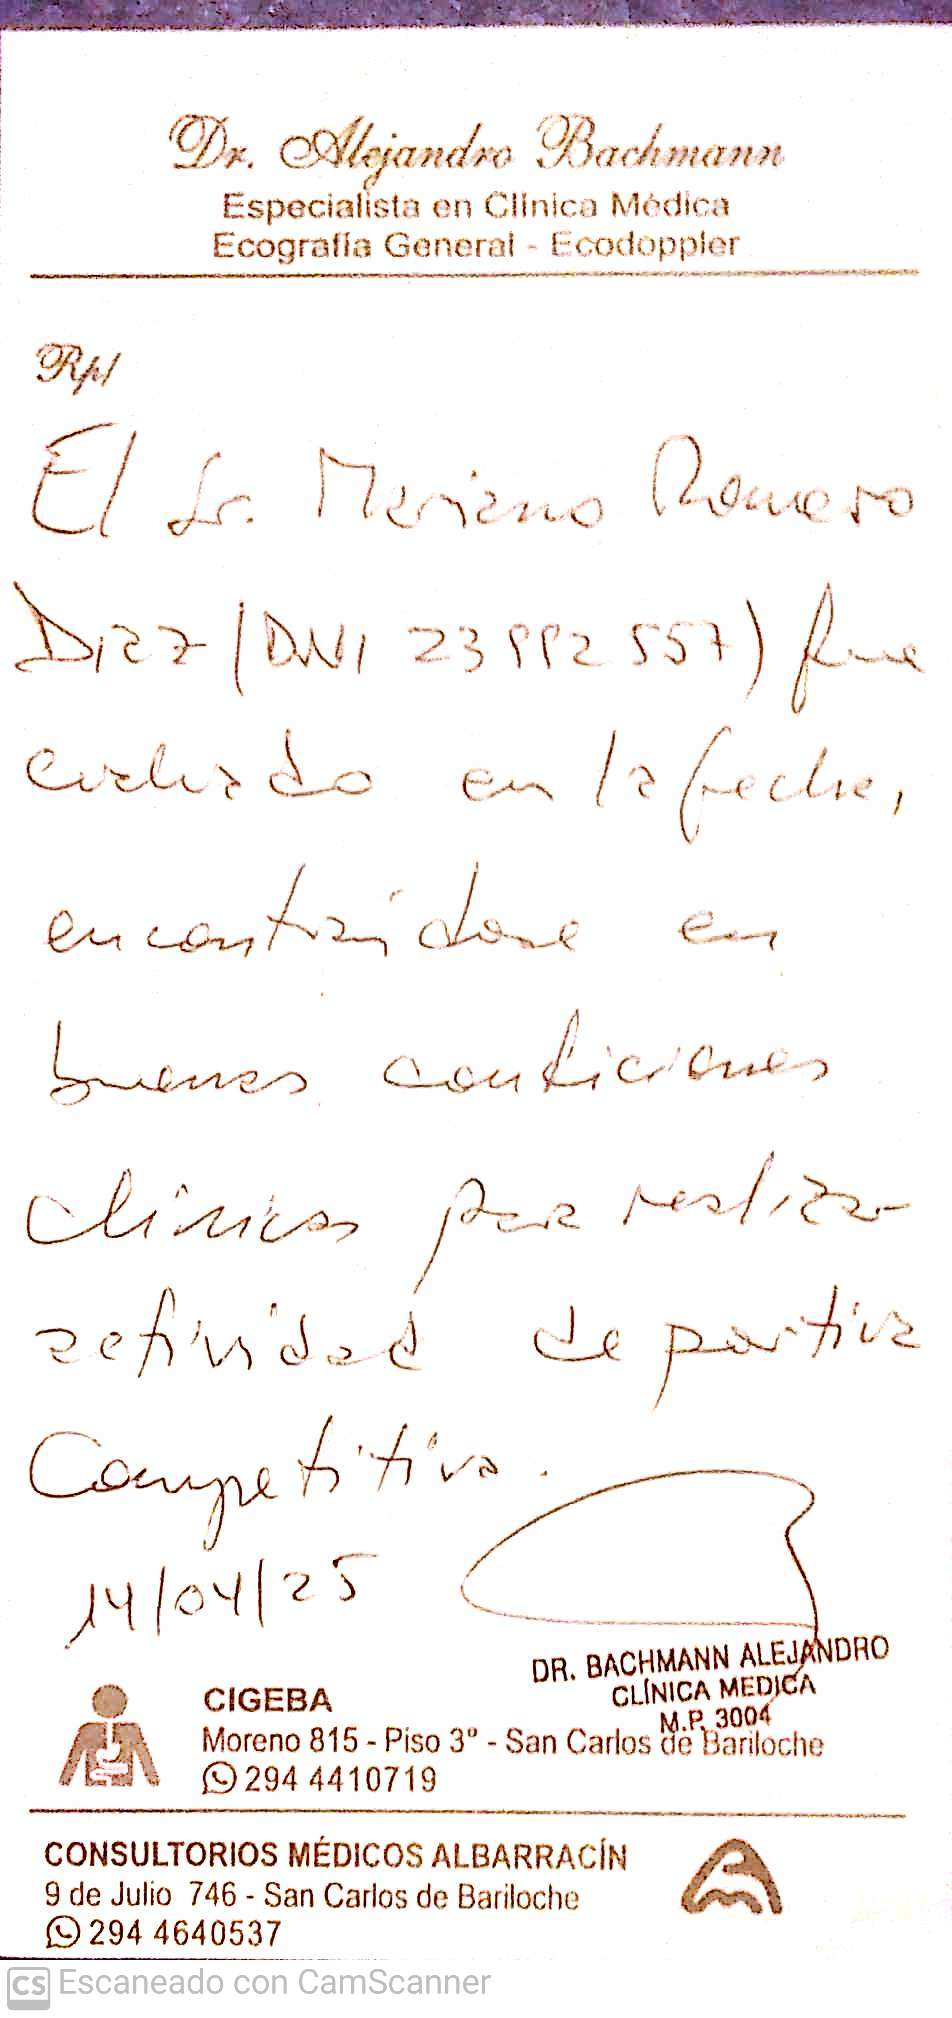 Dr. Alejandro Bachmann
Especialista en Clínica Médica
Ecografía General - Ecodoppler
Rp/
El Sr. Mariano Romero
Diaz (DNI 23992557) fue
evaluado en la fecha,
encontrándose en
buenas condiciones
clínicas para realizar
actividad deportiva
Competitiva.
14/04/25
DR. BACHMANN ALEJANDRO
CLÍNICA MEDICA
M.P. 3004
CIGEBA
Moreno 815 - Piso 3º - San Carlos de Bariloche
294 4410719
CONSULTORIOS MÉDICOS ALBARRACÍN
9 de Julio 746 - San Carlos de Bariloche
294 4640537
CS Escaneado con CamScanner